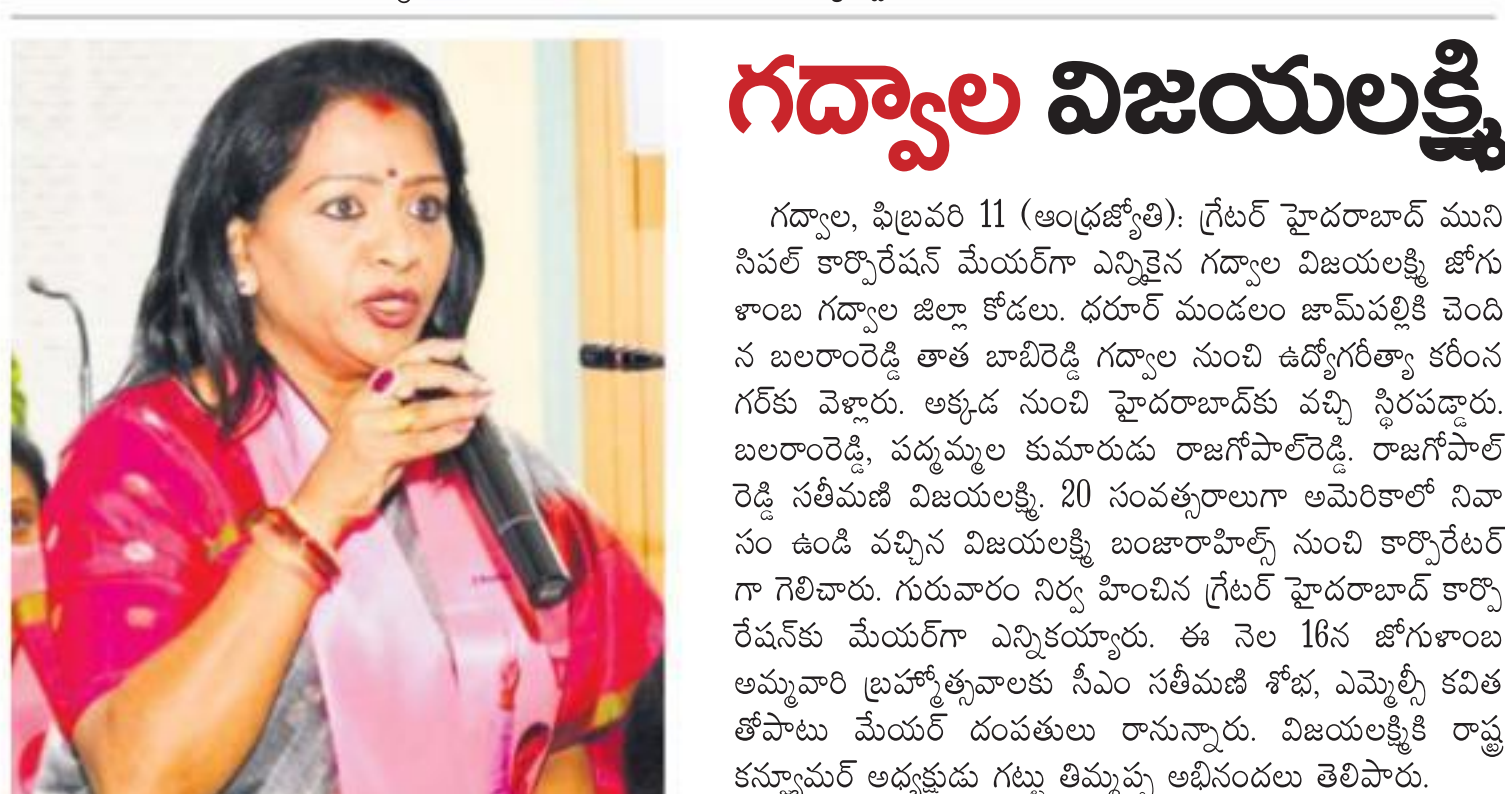 గద్వాల విజయలక్ష్మి
గద్వాల, ఫిబ్రవరి 11 (ఆంధ్రజ్యోతి): గ్రేటర్ హైదరాబాద్ ముని
సిపల్ కార్పొరేషన్ మేయర్‌గా ఎన్నికైన గద్వాల విజయలక్ష్మి జోగు
ళాంబ గద్వాల జిల్లా కోడలు. ధరూర్ మండలం జామ్‌పల్లికి చెంది
న బలరాంరెడ్డి తాత బాబిరెడ్డి గద్వాల నుంచి ఉద్యోగరీత్యా కరీంన
గర్‌కు వెళ్లారు. అక్కడ నుంచి హైదరాబాద్‌కు వచ్చి స్థిరపడ్డారు.
బలరాంరెడ్డి, పద్మమ్మల కుమారుడు రాజగోపాల్‌రెడ్డి. రాజగోపాల్
రెడ్డి సతీమణి విజయలక్ష్మి. 20 సంవత్సరాలుగా అమెరికాలో నివా
సం ఉండి వచ్చిన విజయలక్ష్మి బంజారాహిల్స్ నుంచి కార్పొరేటర్
గా గెలిచారు. గురువారం నిర్వ హించిన గ్రేటర్ హైదరాబాద్ కార్పొ
రేషన్‌కు మేయర్‌గా ఎన్నికయ్యారు. ఈ నెల 16న జోగుళాంబ
అమ్మవారి బ్రహ్మోత్సవాలకు సీఎం సతీమణి శోభ, ఎమ్మెల్సీ కవిత
తోపాటు మేయర్ దంపతులు రానున్నారు. విజయలక్ష్మికి రాష్ట్ర
కన్జ్యూమర్ అధ్యక్షుడు గట్టు తిమ్మప్ప అభినందలు తెలిపారు.